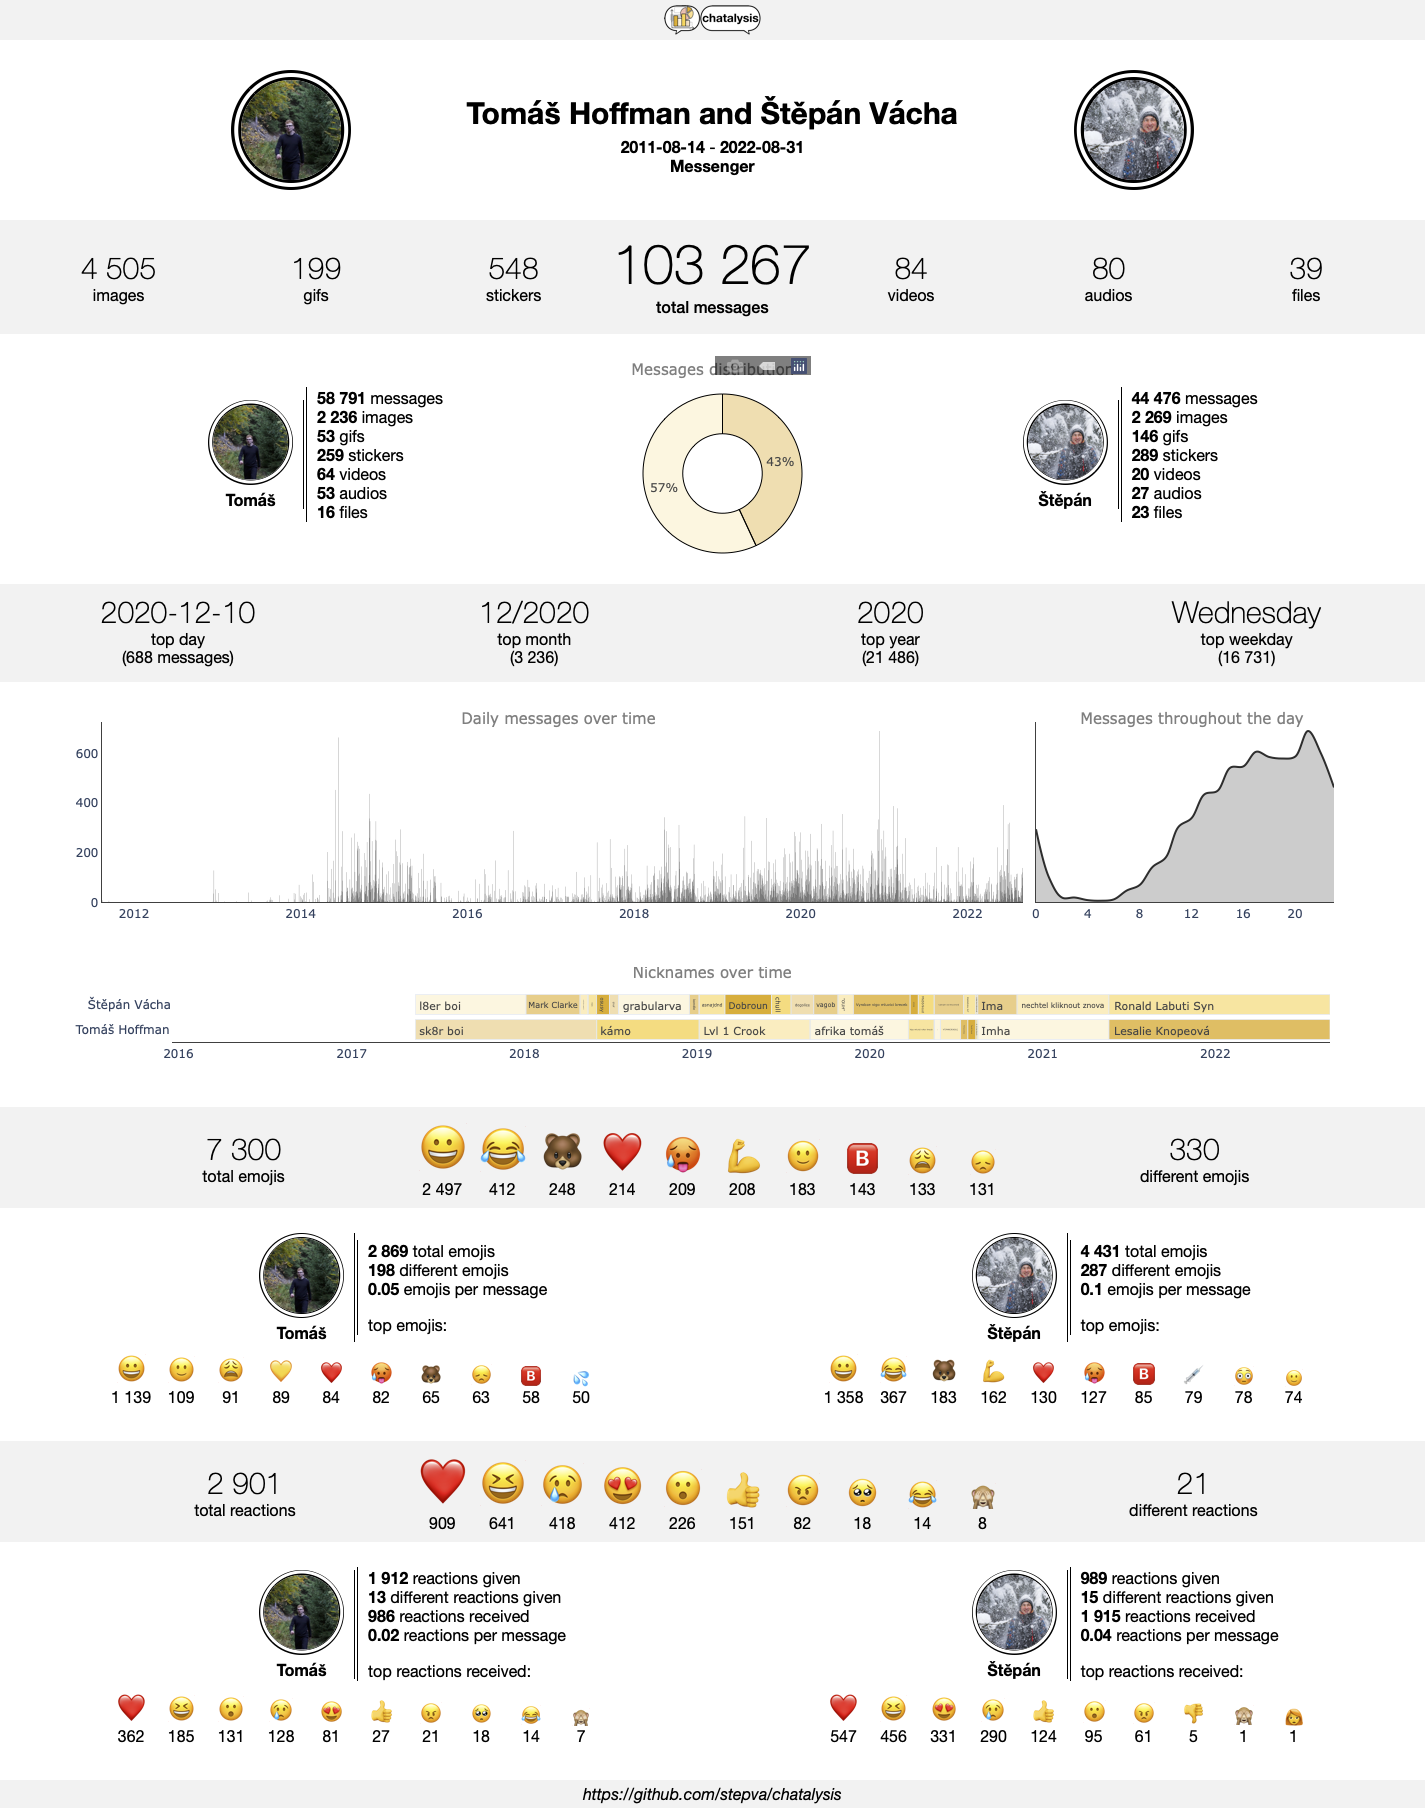 chatalysis
Tomáš Hoffman and Štěpán Vácha
2011-08-14 - 2022-08-31
Messenger
4 505
images
199
gifs
548
stickers
103 267
total messages
84
videos
80
audios
39
files
Messages distribution
58 791 messages
2 236 images
53 gifs
259 stickers
64 videos
53 audios
16 files
Tomáš
43%
57%
44 476 messages
2 269 images
146 gifs
289 stickers
20 videos
27 audios
23 files
Štěpán
2020-12-10
top day
(688 messages)
12/2020
top month
(3 236)
2020
top year
(21 486)
Wednesday
top weekday
(16 731)
Daily messages over time
600
400
200
0
2012 2014 2016 2018 2020 2022
Messages throughout the day
0 4 8 12 16 20
Nicknames over time
Štěpán Vácha
l8er boi Mark Clarke grabularva Dobroun vagob Ima nechtel kliknout znova Ronald Labuti Syn
Tomáš Hoffman
sk8r boi kámo Lvl 1 Crook afrika tomáš Imha Lesalie Knopeová
2016 2017 2018 2019 2020 2021 2022
7 300
total emojis
B
2 497 412 248 214 209 208 183 143 133 131
330
different emojis
2 869 total emojis
198 different emojis
0.05 emojis per message
top emojis:
Tomáš
B
1 139 109 91 89 84 82 65 63 58 50
4 431 total emojis
287 different emojis
0.1 emojis per message
top emojis:
Štěpán
B
1 358 367 183 162 130 127 85 79 78 74
2 901
total reactions
909 641 418 412 226 151 82 18 14 8
21
different reactions
1 912 reactions given
13 different reactions given
986 reactions received
0.02 reactions per message
top reactions received:
Tomáš
362 185 131 128 81 27 21 18 14 7
989 reactions given
15 different reactions given
1 915 reactions received
0.04 reactions per message
top reactions received:
Štěpán
547 456 331 290 124 95 61 5 1 1
https://github.com/stepva/chatalysis